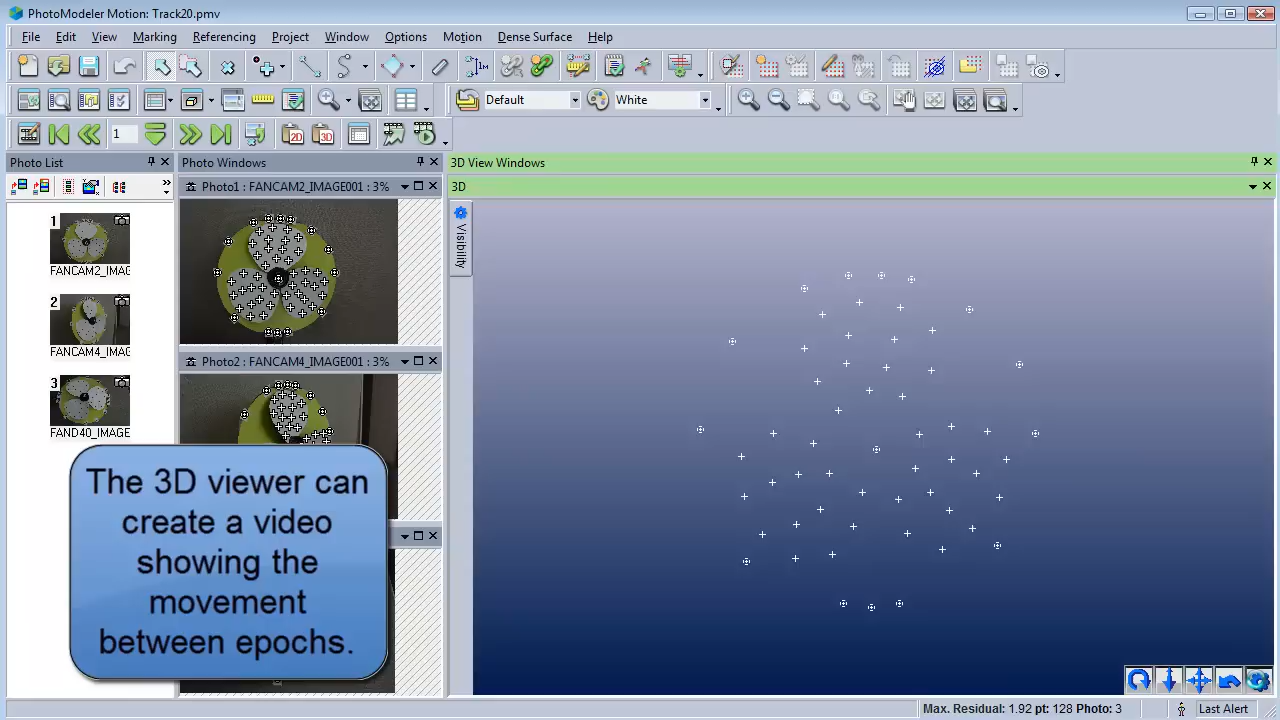 PhotoModeler Motion: Track20.pmv
File Edit View Marking Referencing Project Window Options Motion Dense Surface Help
Default White
1 2D 3D
Photo List Photo Windows 3D View Windows
Photo1 : FANCAM2_IMAGE001 : 3% 3D
Visibility
1
FANCAM2_IMAG
2
FANCAM4_IMAG
Photo2 : FANCAM4_IMAGE001 : 3%
3
FAND40_IMAGE
The 3D viewer can
create a video
showing the
movement
between epochs.
Max. Residual: 1.92 pt: 128 Photo: 3 Last Alert